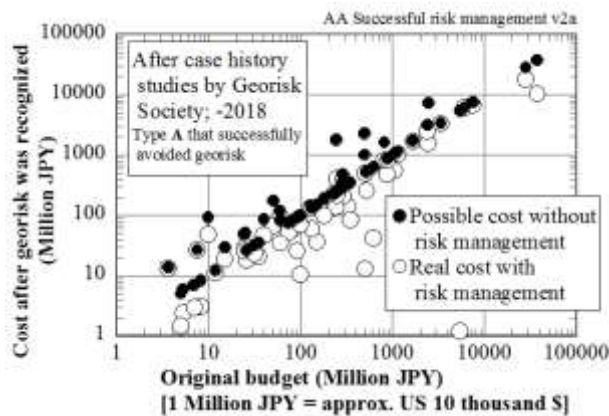 AA Successful risk management v2a
100000
10000
1000
100
10
1
Cost after georisk was recognized
(Million JPY)
After case history
studies by Georisk
Society; -2018
Type A that successfully
avoided georisk
Possible cost without
risk management
Real cost with
risk management
1 10 100 1000 10000 100000
Original budget (Million JPY)
[1 Million JPY = approx. US 10 thousand $]